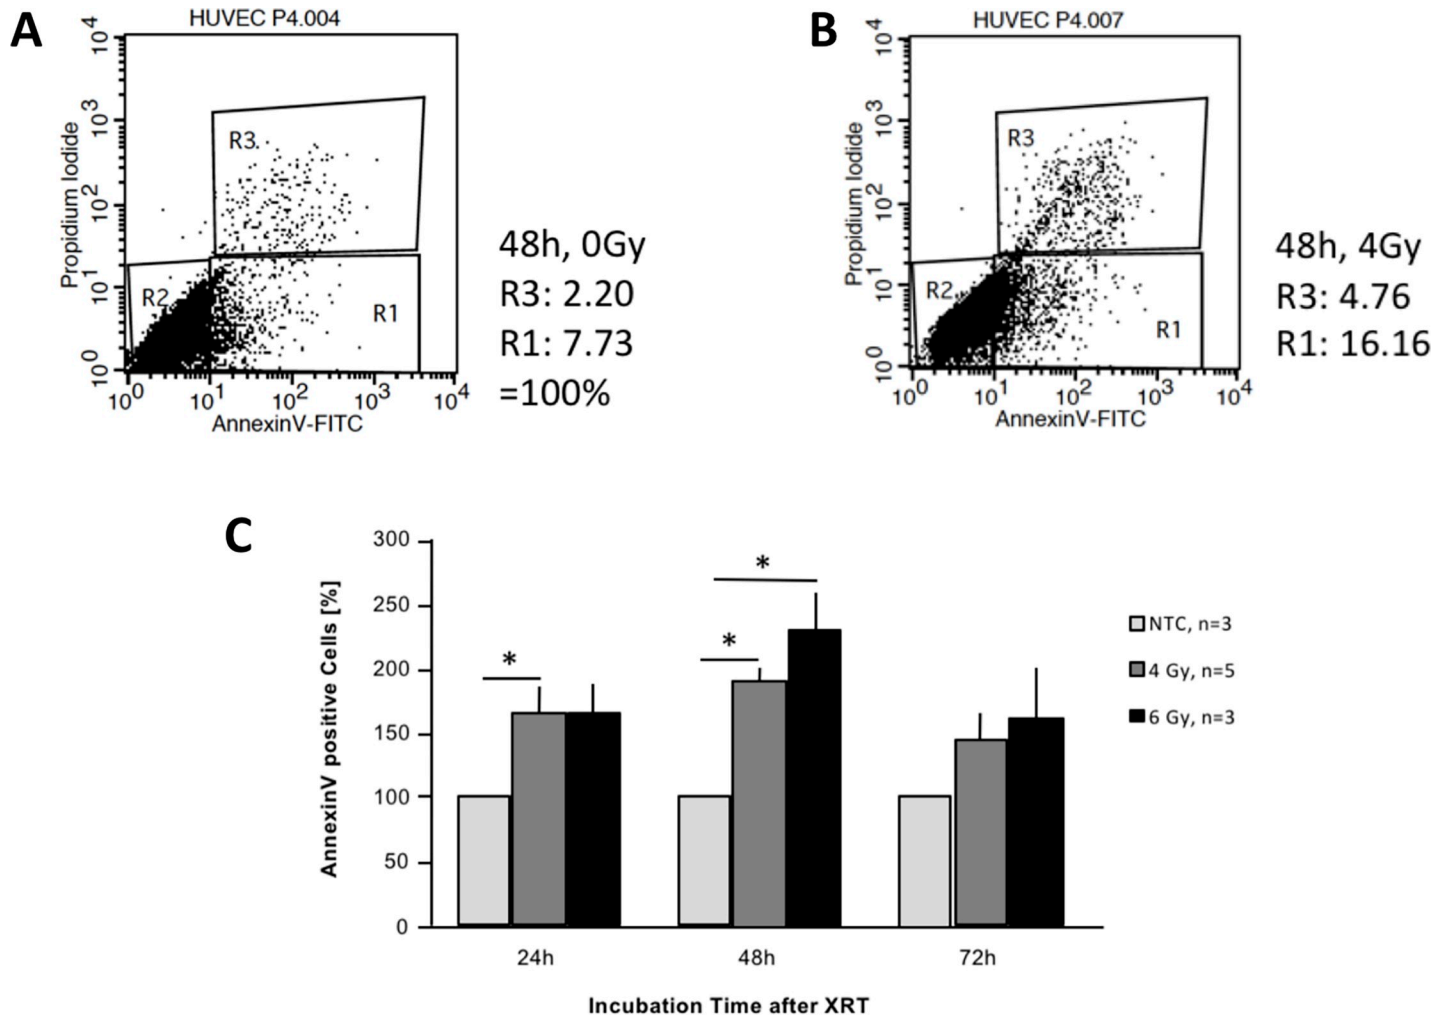 A
HUVEC P4.004
10^4
10^3
10^2
10^1
10^0
Propidium Iodide
R3
R2
R1
10^0 10^1 10^2 10^3 10^4
AnnexinV-FITC
48h, 0Gy
R3: 2.20
R1: 7.73
=100%
B
HUVEC P4.007
10^4
10^3
10^2
10^1
10^0
Propidium Iodide
R3
R2
R1
10^0 10^1 10^2 10^3 10^4
AnnexinV-FITC
48h, 4Gy
R3: 4.76
R1: 16.16
C
AnnexinV positive Cells [%]
300
250
200
150
100
50
0
*
*
*
24h 48h 72h
Incubation Time after XRT
NTC, n=3
4 Gy, n=5
6 Gy, n=3